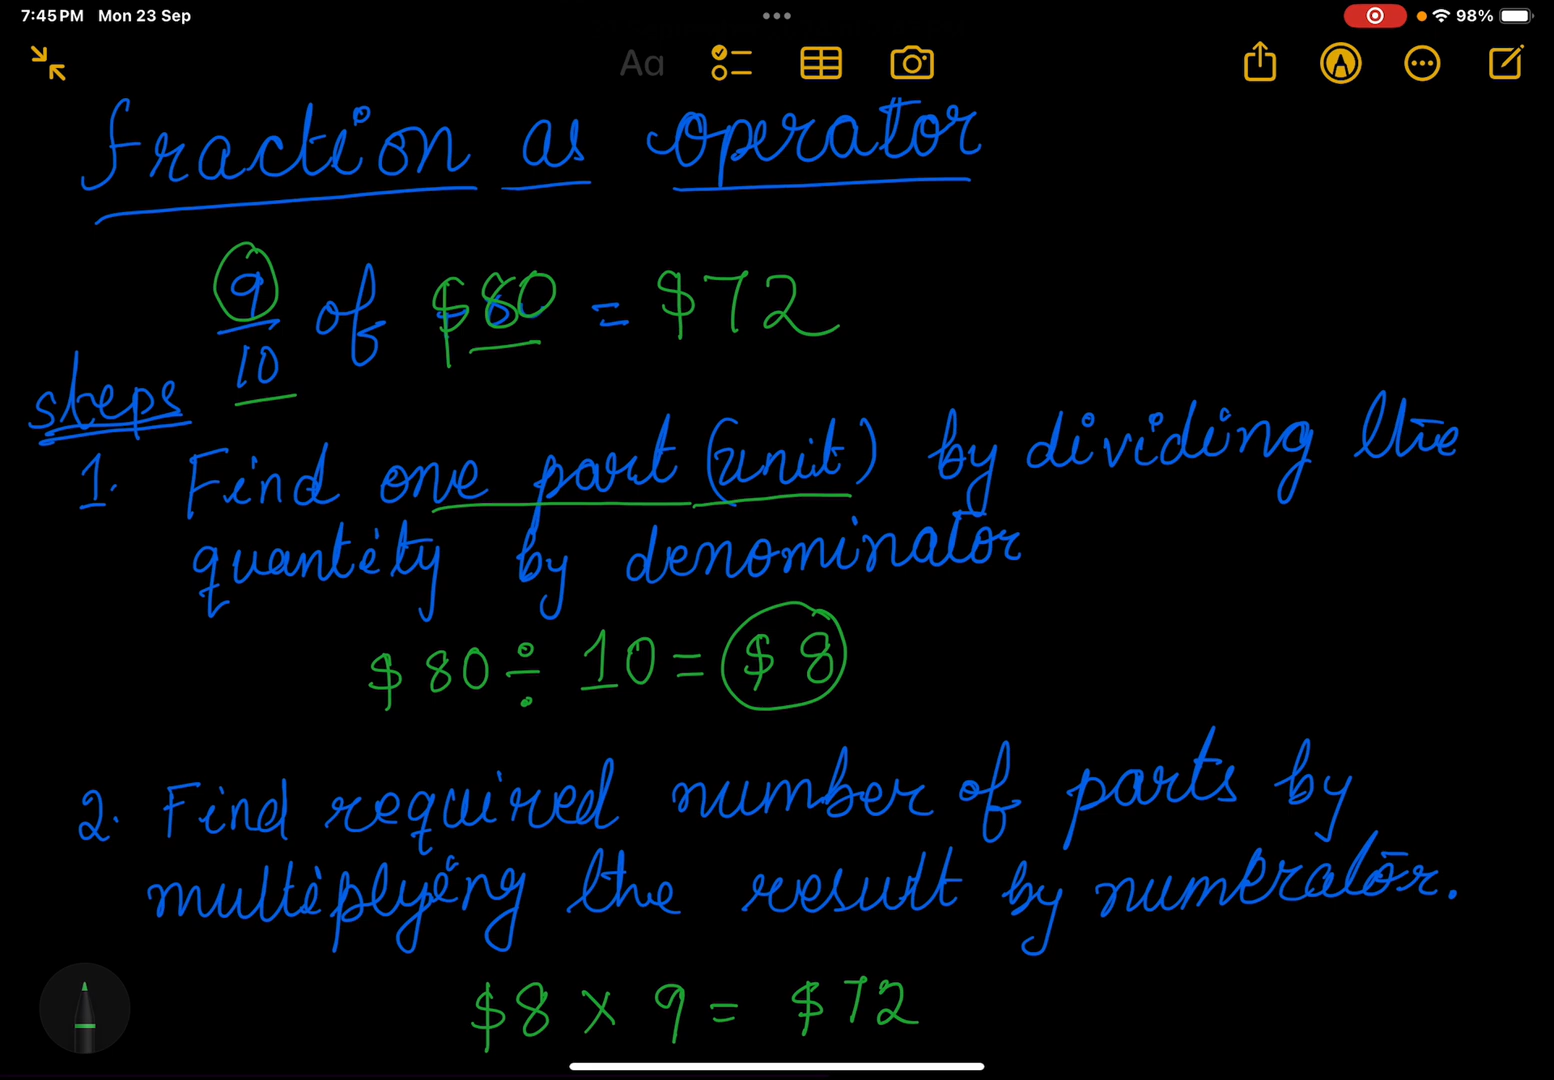 7:45 PM Mon 23 Sep
98%
Aa
fraction as operator
9/10 of $80 = $72
steps
1. Find one part (unit) by dividing the
quantity by denominator
$80 ÷ 10 = $8
2. Find required number of parts by
multiplying the result by numerator.
$8 × 9 = $72